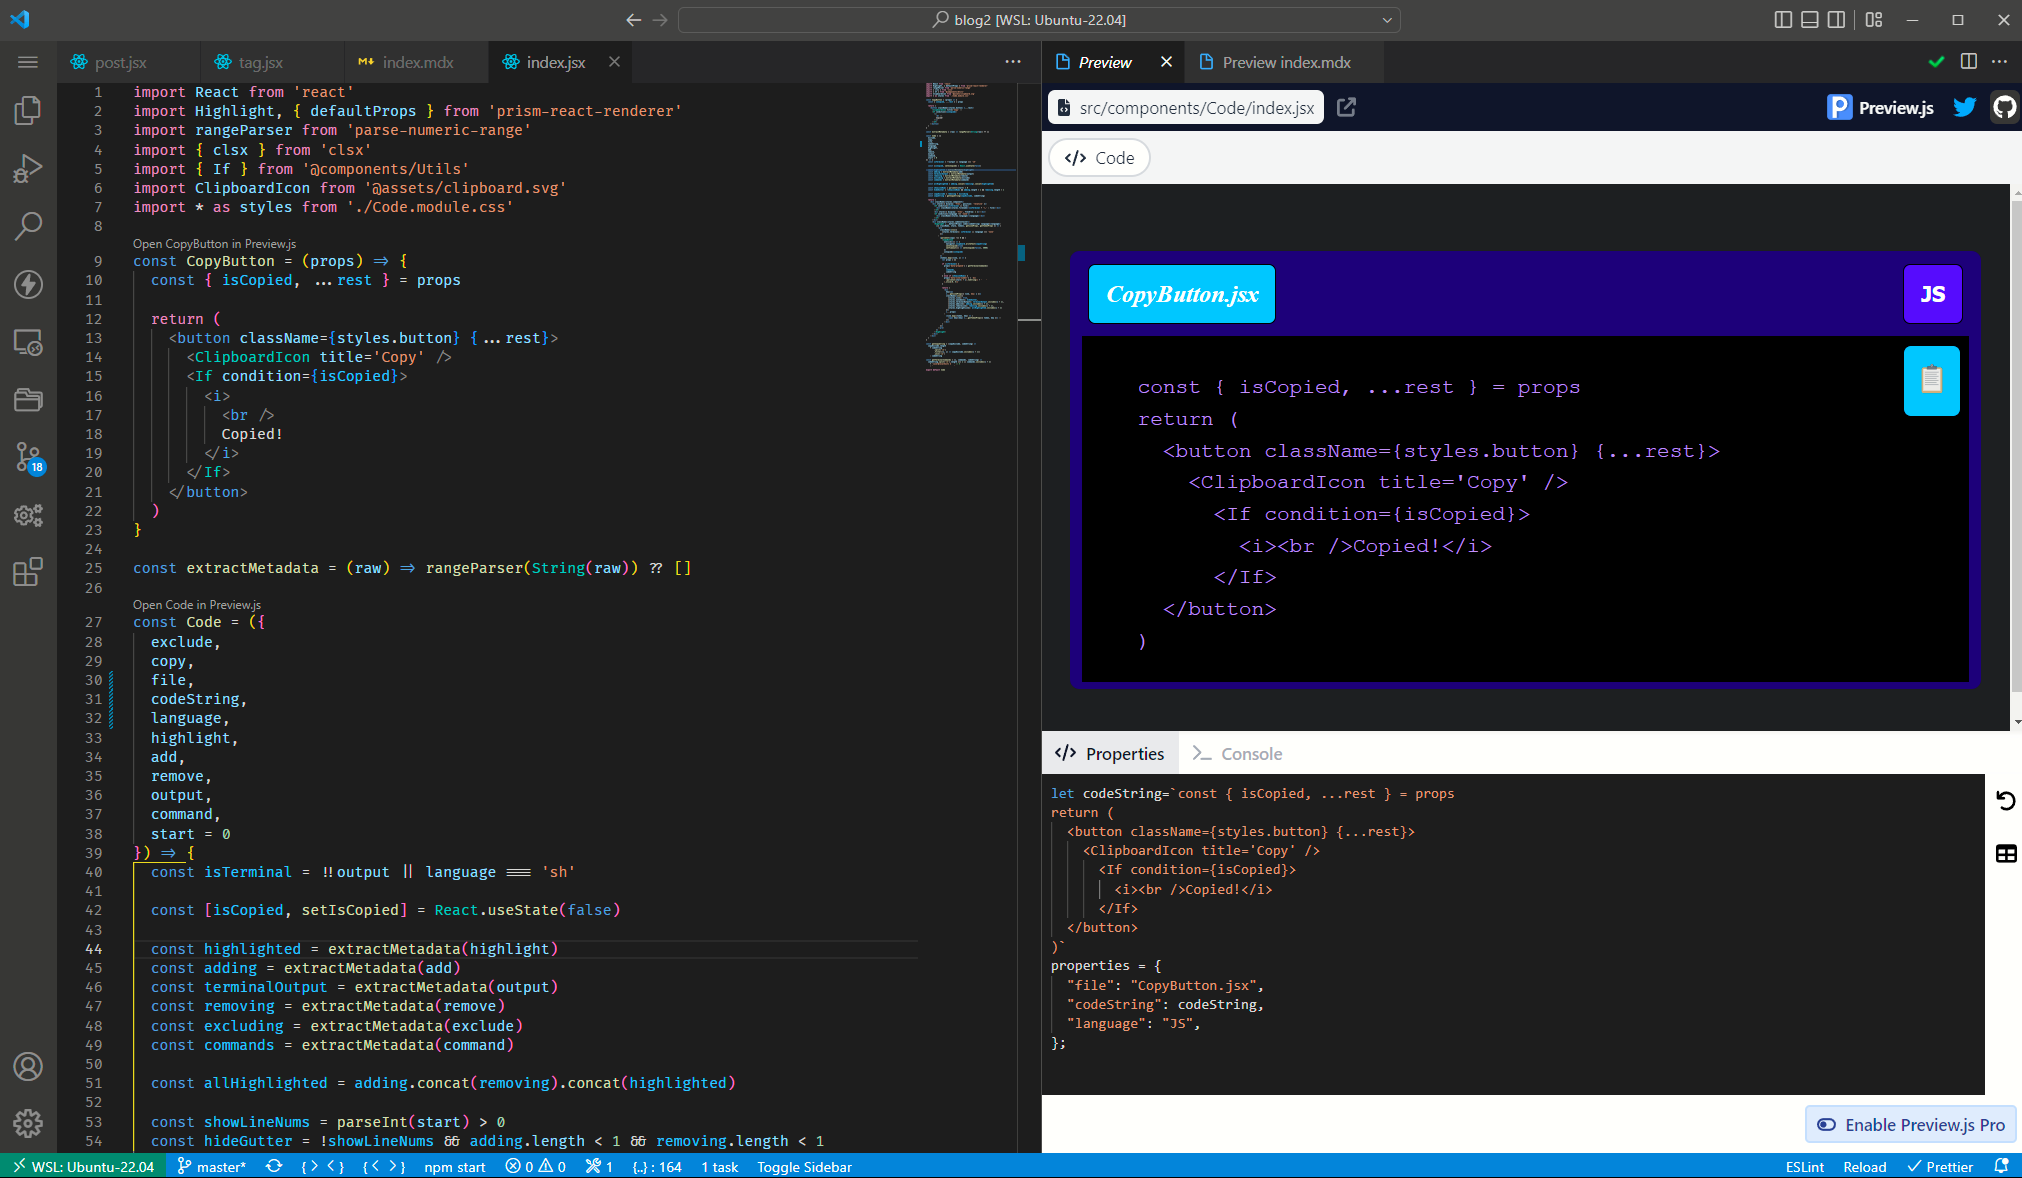 blog2 [WSL: Ubuntu-22.04]
post.jsx
tag.jsx
index.mdx
index.jsx
1 import React from 'react'
2 import Highlight, { defaultProps } from 'prism-react-renderer'
3 import rangeParser from 'parse-numeric-range'
4 import { clsx } from 'clsx'
5 import { If } from '@components/Utils'
6 import ClipboardIcon from '@assets/clipboard.svg'
7 import * as styles from './Code.module.css'
8
Open CopyButton in Preview.js
9 const CopyButton = (props) => {
10 const { isCopied, ...rest } = props
11
12 return (
13 <button className={styles.button} {...rest}>
14 <ClipboardIcon title='Copy' />
15 <If condition={isCopied}>
16 <i>
17 <br />
18 Copied!
19 </i>
20 </If>
21 </button>
22 )
23 }
24
25 const extractMetadata = (raw) => rangeParser(String(raw)) ?? []
26
Open Code in Preview.js
27 const Code = ({
28 exclude,
29 copy,
30 file,
31 codeString,
32 language,
33 highlight,
34 add,
35 remove,
36 output,
37 command,
38 start = 0
39 }) => {
40 const isTerminal = !!output || language === 'sh'
41
42 const [isCopied, setIsCopied] = React.useState(false)
43
44 const highlighted = extractMetadata(highlight)
45 const adding = extractMetadata(add)
46 const terminalOutput = extractMetadata(output)
47 const removing = extractMetadata(remove)
48 const excluding = extractMetadata(exclude)
49 const commands = extractMetadata(command)
50
51 const allHighlighted = adding.concat(removing).concat(highlighted)
52
53 const showLineNums = parseInt(start) > 0
54 const hideGutter = !showLineNums && adding.length < 1 && removing.length < 1
Preview
Preview index.mdx
src/components/Code/index.jsx
Preview.js
</> Code
CopyButton.jsx
JS
const { isCopied, ...rest } = props
return (
<button className={styles.button} {...rest}>
<ClipboardIcon title='Copy' />
<If condition={isCopied}>
<i><br />Copied!</i>
</If>
</button>
)
</> Properties
Console
let codeString=`const { isCopied, ...rest } = props
return (
<button className={styles.button} {...rest}>
<ClipboardIcon title='Copy' />
<If condition={isCopied}>
<i><br />Copied!</i>
</If>
</button>
)`
properties = {
"file": "CopyButton.jsx",
"codeString": codeString,
"language": "JS",
};
Enable Preview.js Pro
18
WSL: Ubuntu-22.04
master*
npm start
0 0
1
{..} : 164
1 task
Toggle Sidebar
ESLint
Reload
Prettier